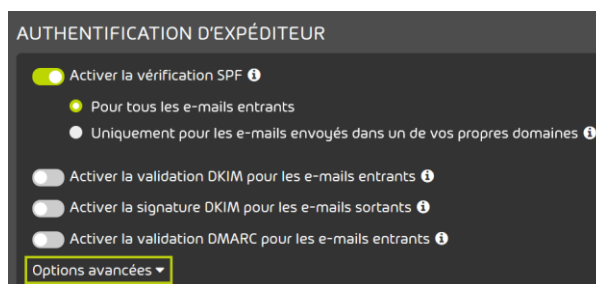 AUTHENTIFICATION D'EXPÉDITEUR
Activer la vérification SPF
Pour tous les e-mails entrants
Uniquement pour les e-mails envoyés dans un de vos propres domaines
Activer la validation DKIM pour les e-mails entrants
Activer la signature DKIM pour les e-mails sortants
Activer la validation DMARC pour les e-mails entrants
Options avancées